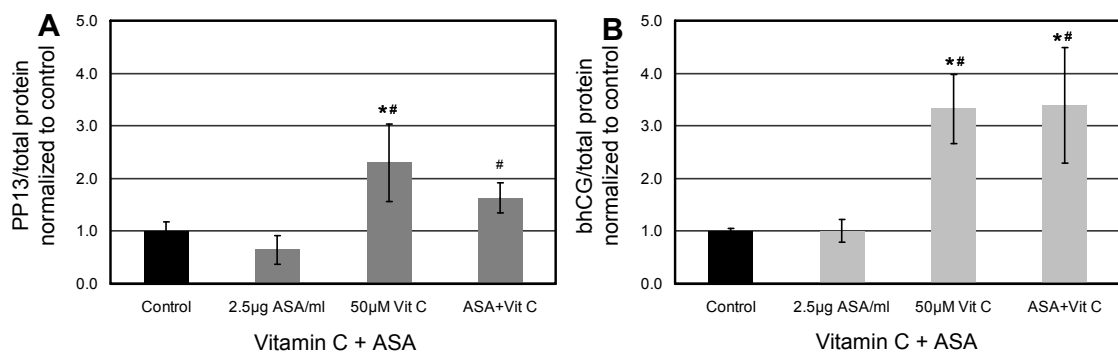 A
PP13/total protein
normalized to control
5.0
4.0
3.0
2.0
1.0
0.0
*#
#
Control 2.5µg ASA/ml 50µM Vit C ASA+Vit C
Vitamin C + ASA
B
bhCG/total protein
normalized to control
5.0
4.0
3.0
2.0
1.0
0.0
*#
*#
Control 2.5µg ASA/ml 50µM Vit C ASA+Vit C
Vitamin C + ASA